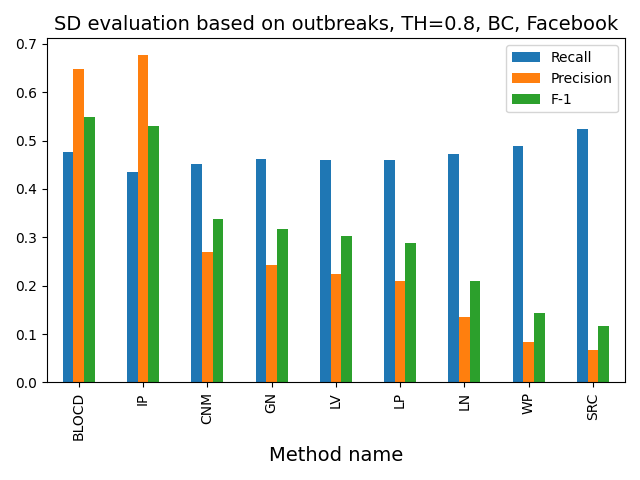 SD evaluation based on outbreaks, TH=0.8, BC, Facebook
Recall
Precision
F-1
0.7
0.6
0.5
0.4
0.3
0.2
0.1
0.0
BLOCD
IP
CNM
GN
LV
LP
LN
WP
SRC
Method name